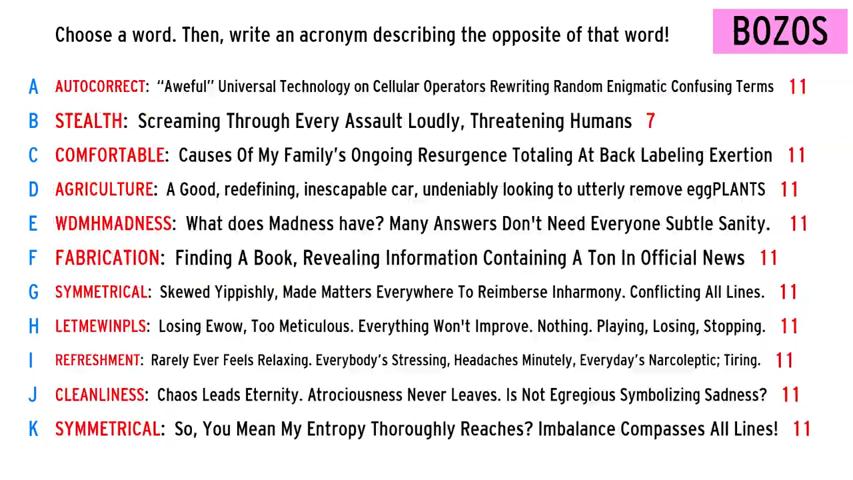 Choose a word. Then, write an acronym describing the opposite of that word! BOZOS
A AUTOCORRECT: “Aweful” Universal Technology on Cellular Operators Rewriting Random Enigmatic Confusing Terms 11
B STEALTH: Screaming Through Every Assault Loudly, Threatening Humans 7
C COMFORTABLE: Causes Of My Family's Ongoing Resurgence Totaling At Back Labeling Exertion 11
D AGRICULTURE: A Good, redefining, inescapable car, undeniably looking to utterly remove eggPLANTS 11
E WDMHMADNESS: What does Madness have? Many Answers Don't Need Everyone Subtle Sanity. 11
F FABRICATION: Finding A Book, Revealing Information Containing A Ton In Official News 11
G SYMMETRICAL: Skewed Yippishly, Made Matters Everywhere To Reimberse Inharmony. Conflicting All Lines. 11
H LETMEWINPLS: Losing Ewow, Too Meticulous. Everything Won't Improve. Nothing. Playing, Losing, Stopping. 11
I REFRESHMENT: Rarely Ever Feels Relaxing. Everybody's Stressing, Headaches Minutely, Everyday's Narcoleptic; Tiring. 11
J CLEANLINESS: Chaos Leads Eternity. Atrociousness Never Leaves. Is Not Egregious Symbolizing Sadness? 11
K SYMMETRICAL: So, You Mean My Entropy Thoroughly Reaches? Imbalance Compasses All Lines! 11